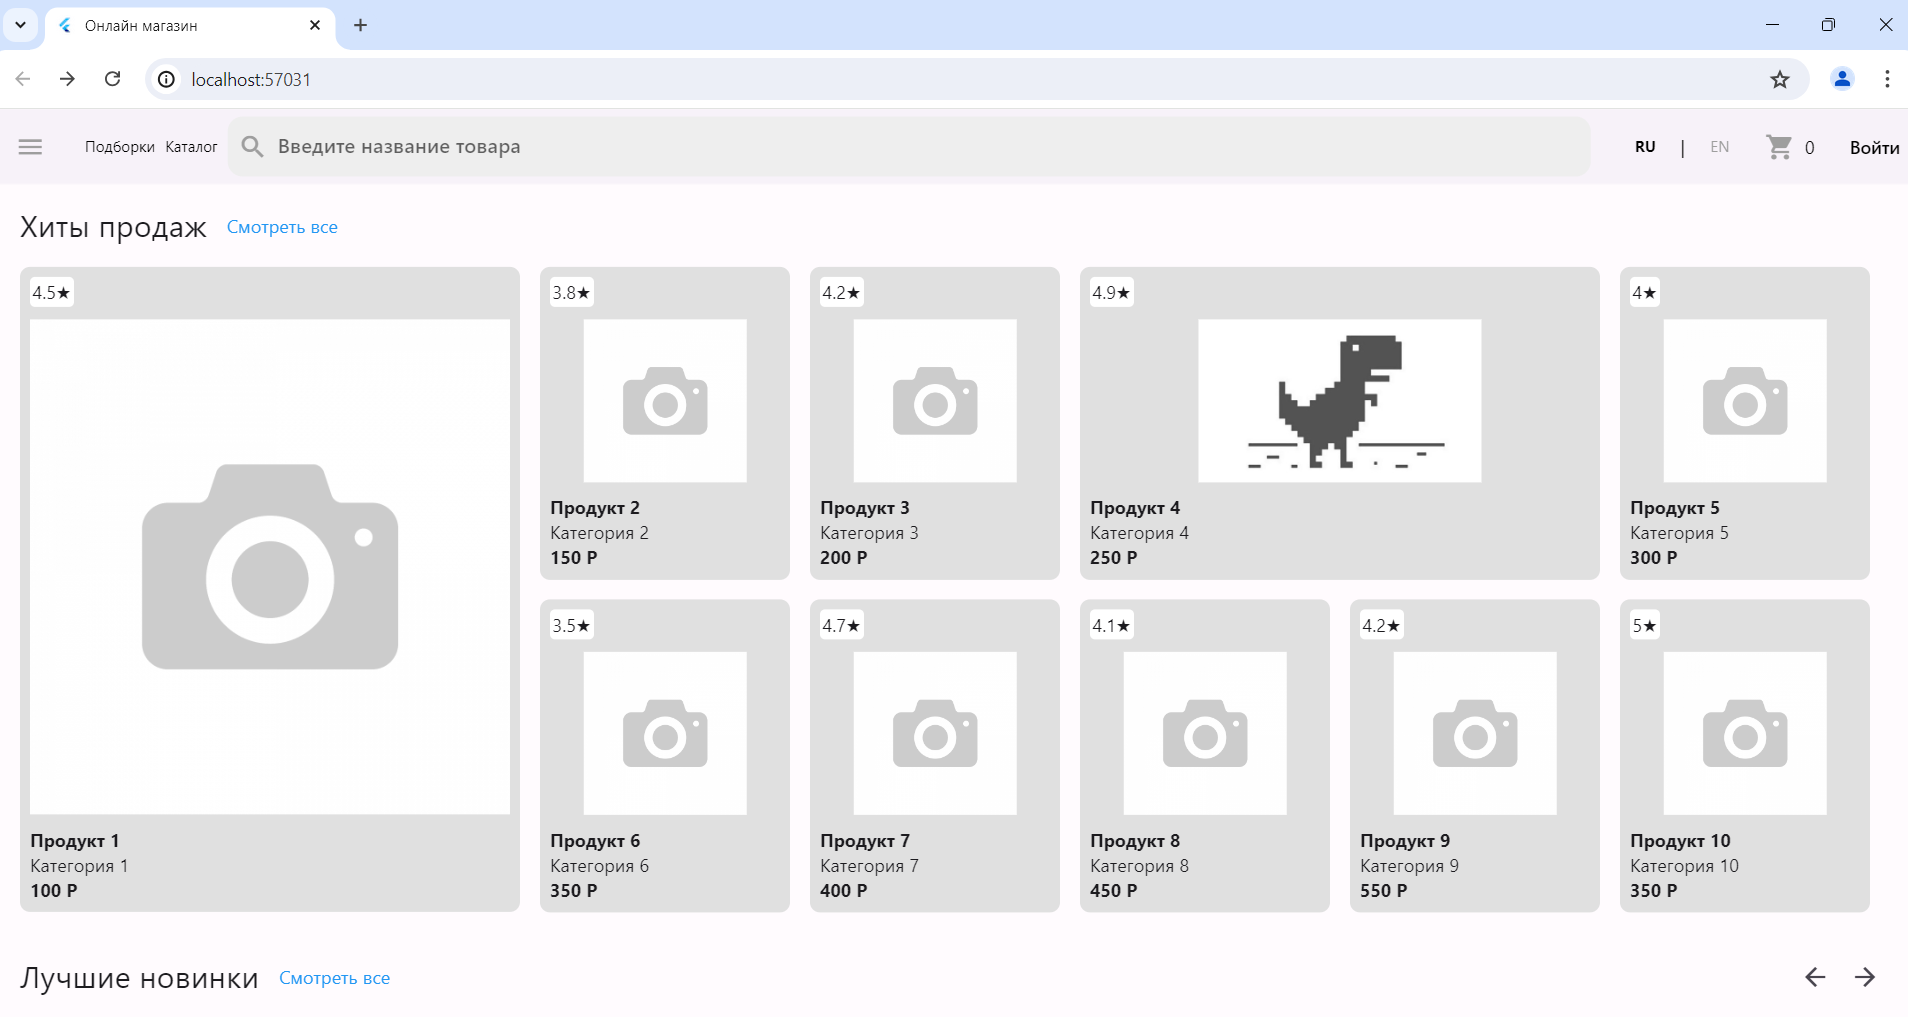 Онлайн магазин
localhost:57031
Подборки Каталог Введите название товара RU | EN 0 Войти
Хиты продаж Смотреть все
4.5★
Продукт 1
Категория 1
100 Р
3.8★
Продукт 2
Категория 2
150 Р
4.2★
Продукт 3
Категория 3
200 Р
4.9★
Продукт 4
Категория 4
250 Р
4★
Продукт 5
Категория 5
300 Р
3.5★
Продукт 6
Категория 6
350 Р
4.7★
Продукт 7
Категория 7
400 Р
4.1★
Продукт 8
Категория 8
450 Р
4.2★
Продукт 9
Категория 9
550 Р
5★
Продукт 10
Категория 10
350 Р
Лучшие новинки Смотреть все